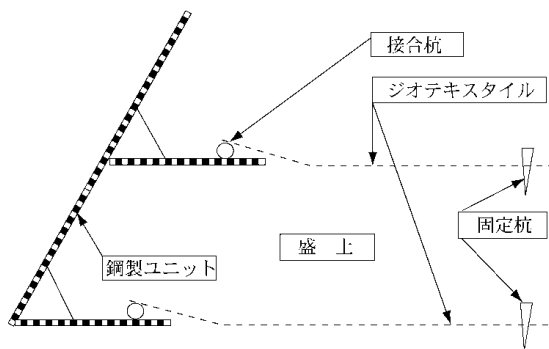 接合杭
ジオテキスタイル
固定杭
盛 土
鋼製ユニット